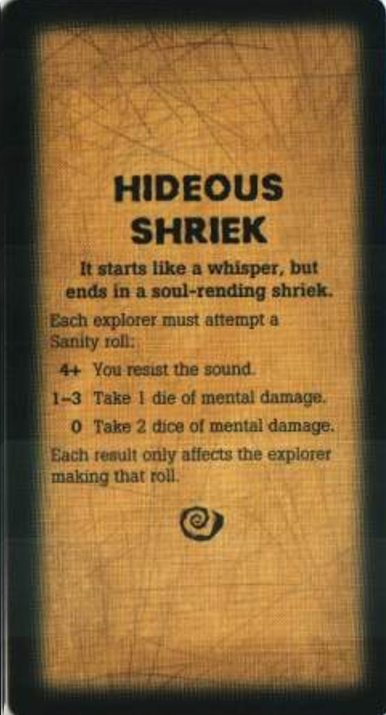 HIDEOUS
SHRIEK
It starts like a whisper, but
ends in a soul-rending shriek.
Each explorer must attempt a
Sanity roll:
4+ You resist the sound.
1–3 Take 1 die of mental damage.
0 Take 2 dice of mental damage.
Each result only affects the explorer
making that roll.